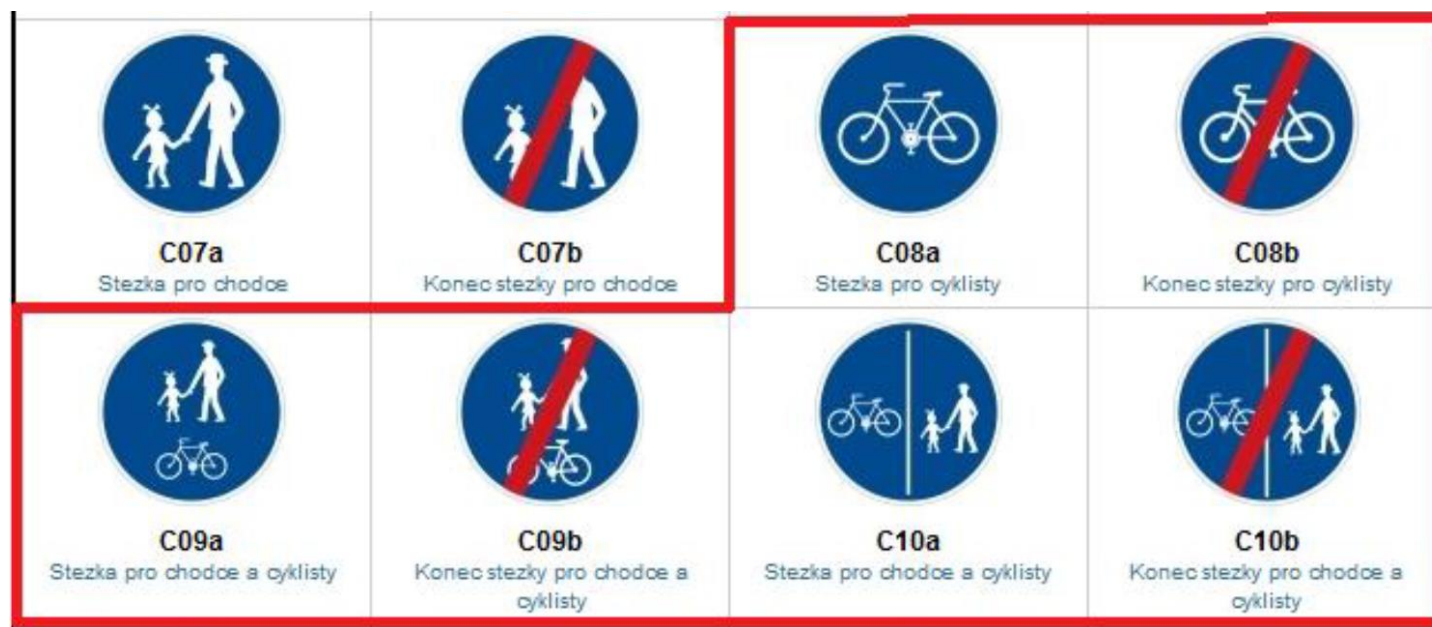 C07a
Stezka pro chodce
C07b
Konec stezky pro chodce
C08a
Stezka pro cyklisty
C08b
Konec stezky pro cyklisty
C09a
Stezka pro chodce a cyklisty
C09b
Konec stezky pro chodce a
cyklisty
C10a
Stezka pro chodce a cyklisty
C10b
Konec stezky pro chodce a
cyklisty